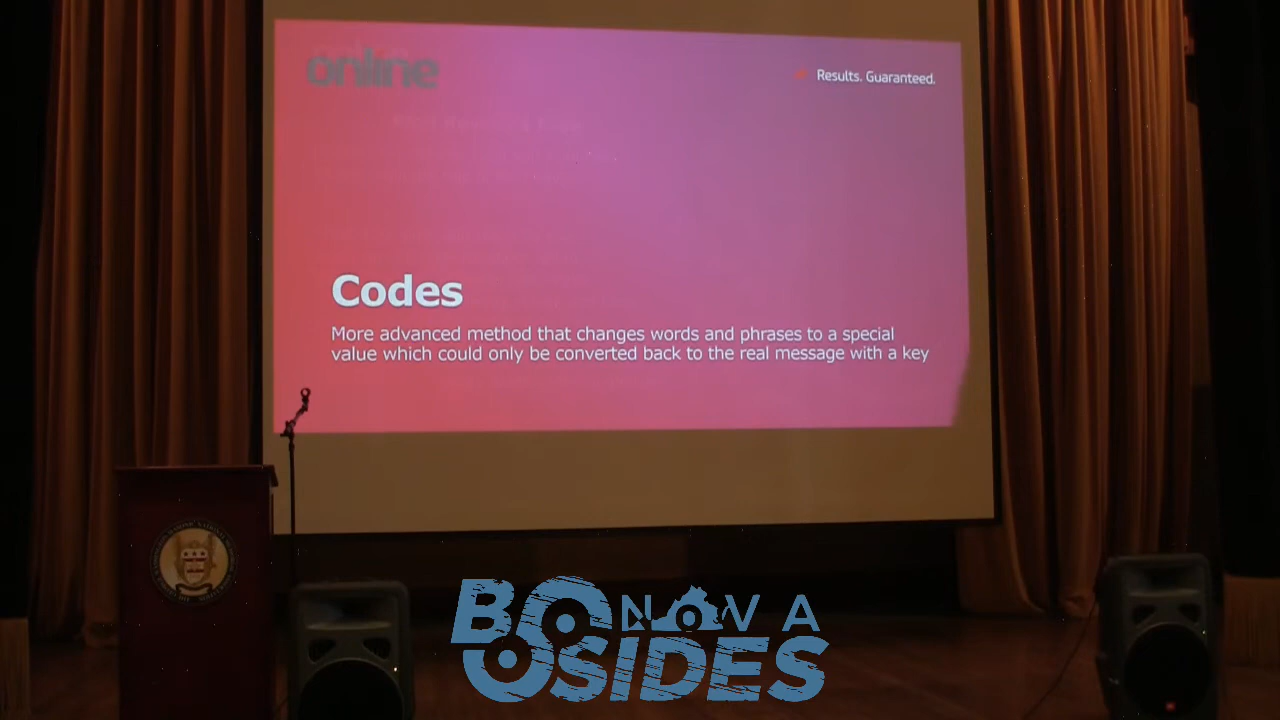 online
Results. Guaranteed.
Codes
More advanced method that changes words and phrases to a special
value which could only be converted back to the real message with a key
BSIDES
NOVA